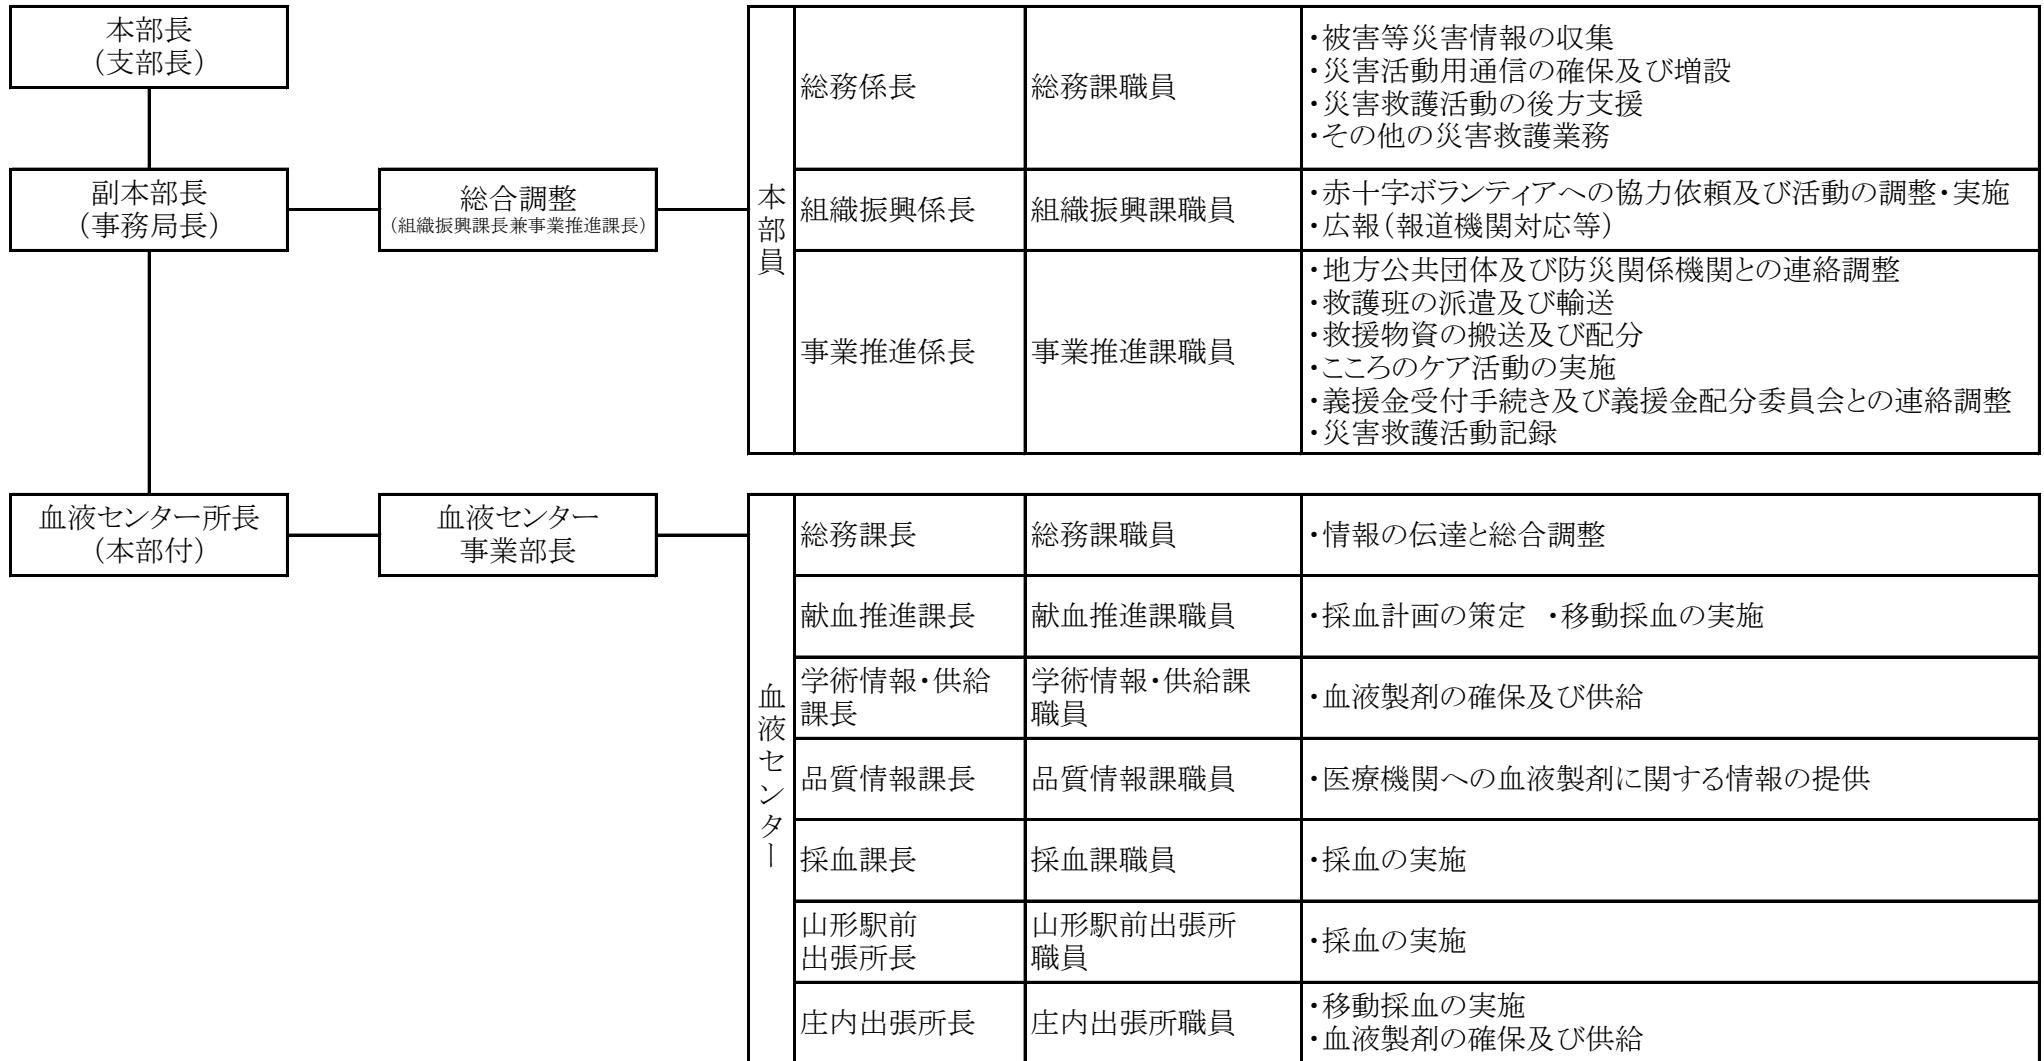 本部長
（支部長）
副本部長
（事務局長）
総合調整
（組織振興課長兼事業推進課長）
本部員
総務係長
総務課職員
・被害等災害情報の収集
・災害活動用通信の確保及び増設
・災害救護活動の後方支援
・その他の災害救護業務
組織振興係長
組織振興課職員
・赤十字ボランティアへの協力依頼及び活動の調整・実施
・広報（報道機関対応等）
事業推進係長
事業推進課職員
・地方公共団体及び防災関係機関との連絡調整
・救護班の派遣及び輸送
・救援物資の搬送及び配分
・こころのケア活動の実施
・義援金受付手続き及び義援金配分委員会との連絡調整
・災害救護活動記録
血液センター所長
（本部付）
血液センター
事業部長
血液センター
総務課長
総務課職員
・情報の伝達と総合調整
献血推進課長
献血推進課職員
・採血計画の策定　・移動採血の実施
学術情報・供給
課長
学術情報・供給課
職員
・血液製剤の確保及び供給
品質情報課長
品質情報課職員
・医療機関への血液製剤に関する情報の提供
採血課長
採血課職員
・採血の実施
山形駅前
出張所長
山形駅前出張所
職員
・採血の実施
庄内出張所長
庄内出張所職員
・移動採血の実施
・血液製剤の確保及び供給